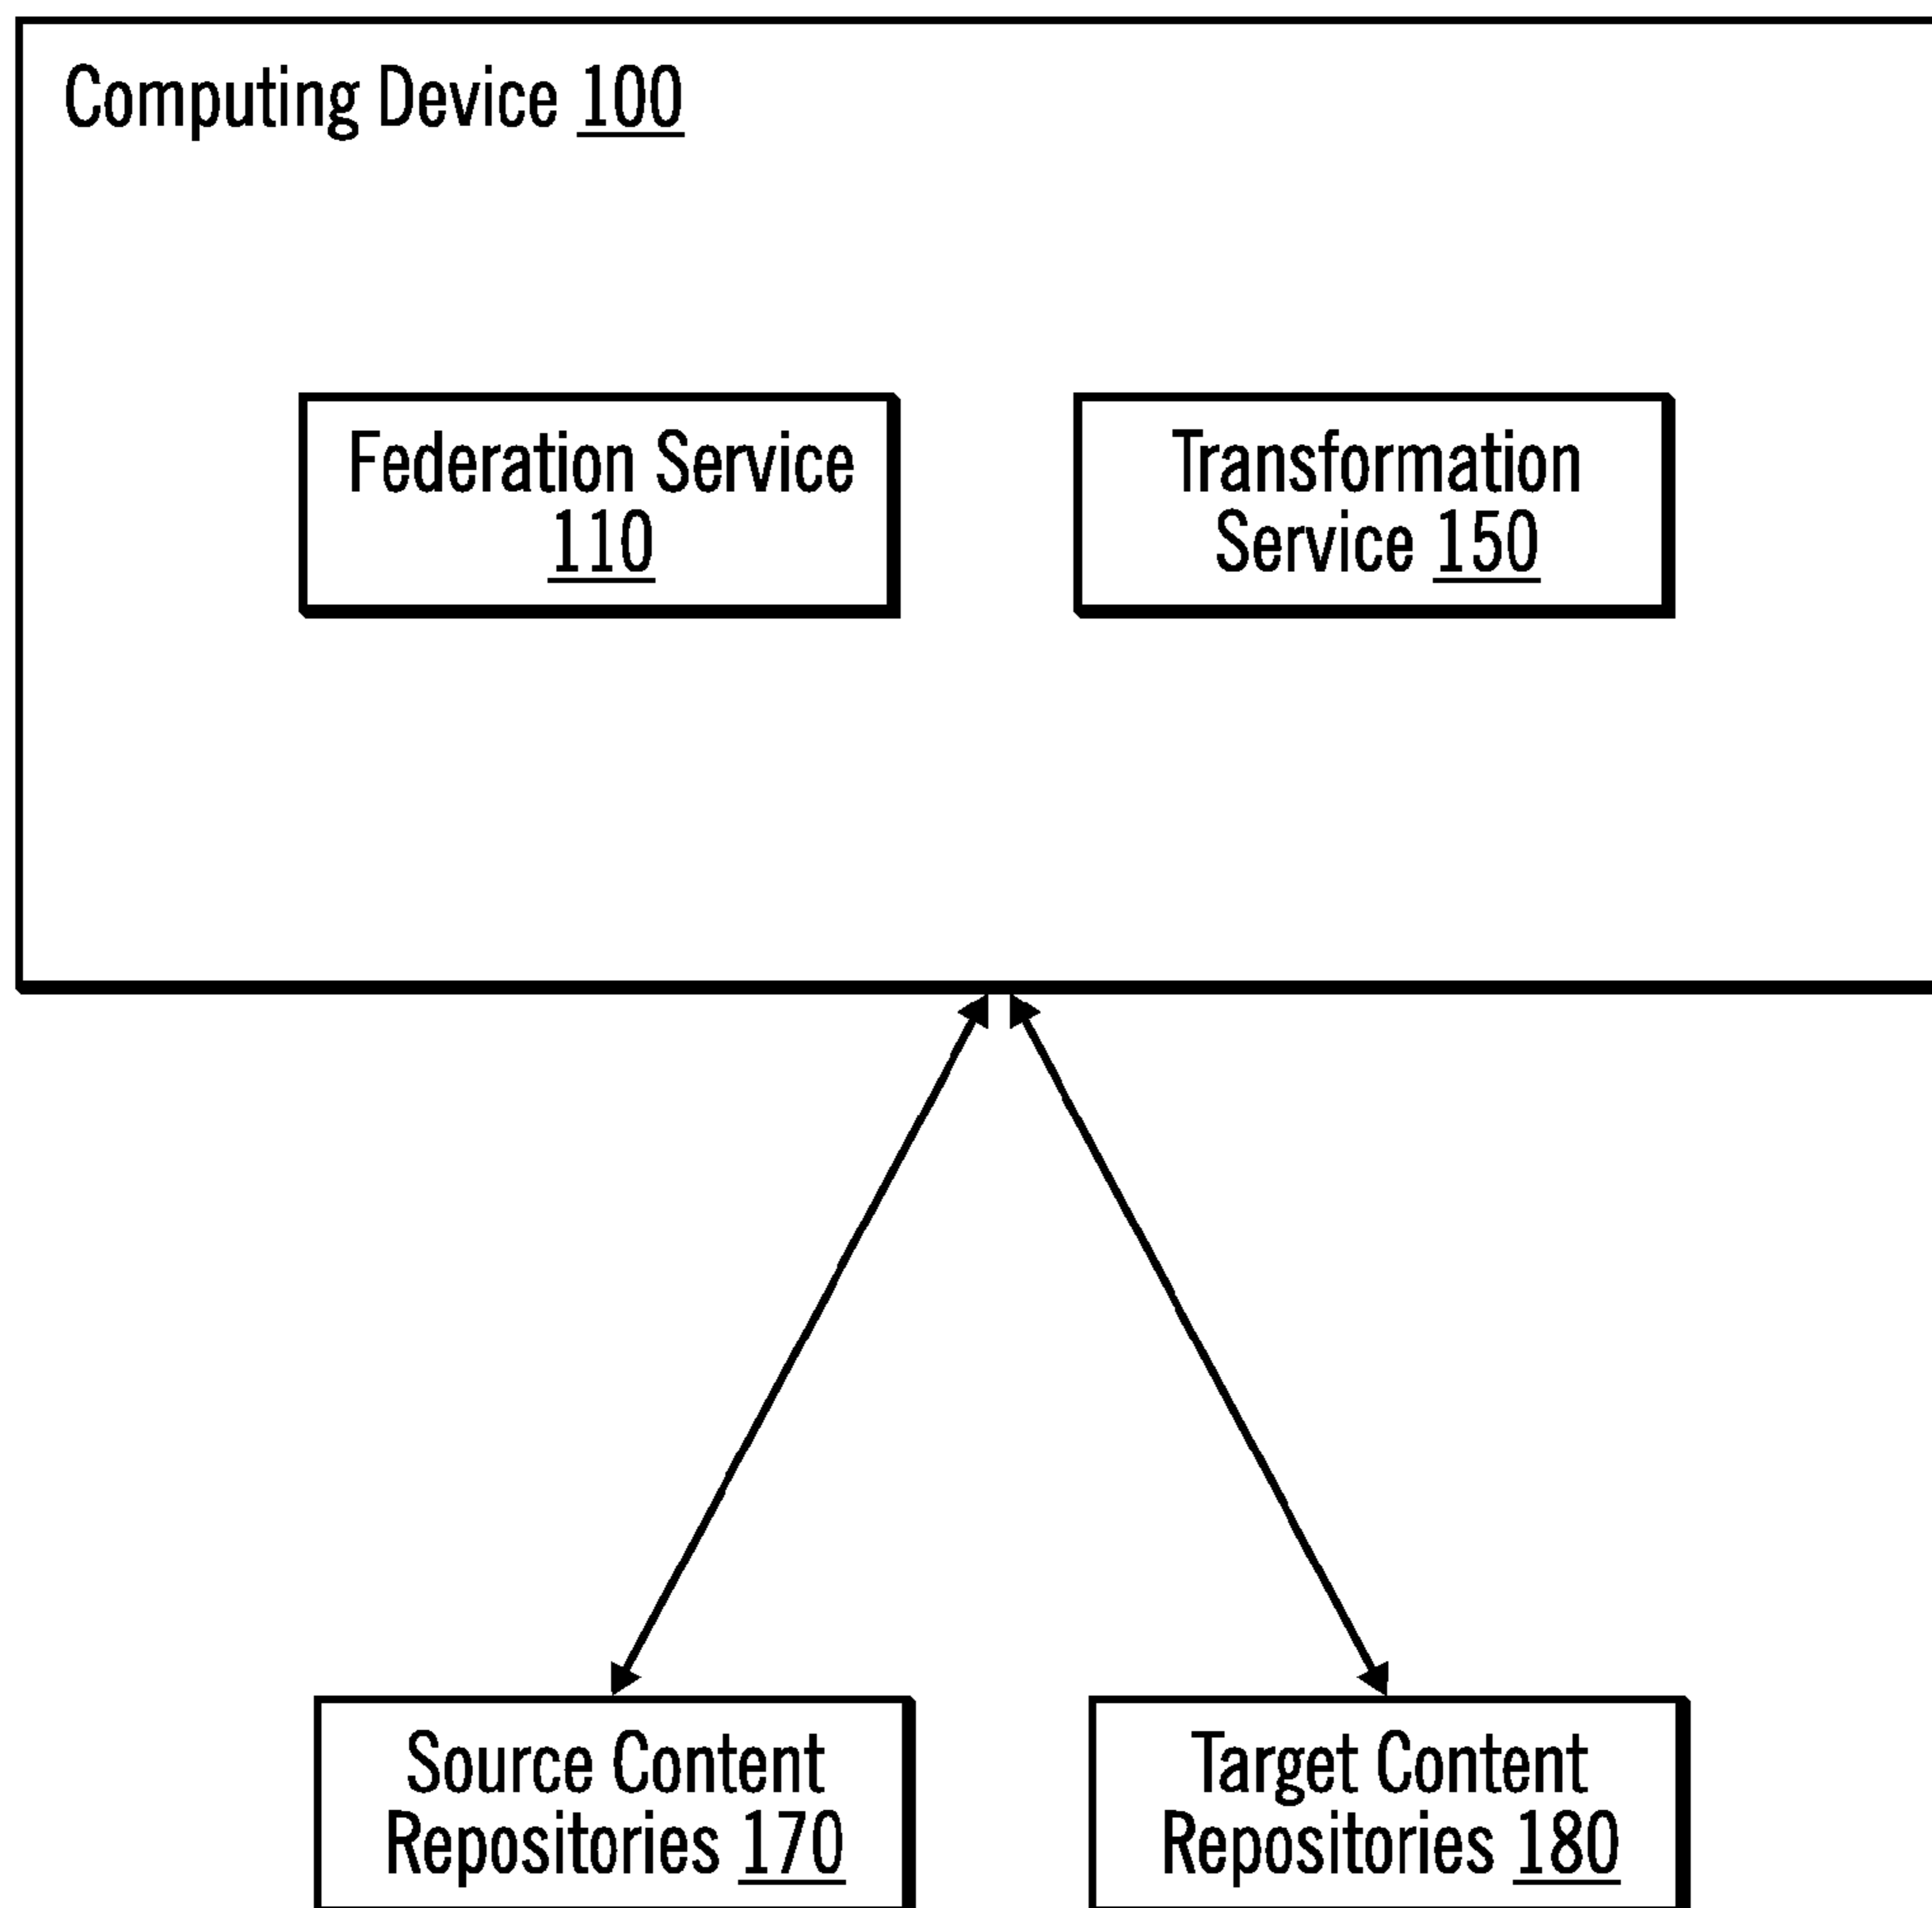 Computing Device 100
Federation Service
110
Transformation
Service 150
Source Content
Repositories 170
Target Content
Repositories 180